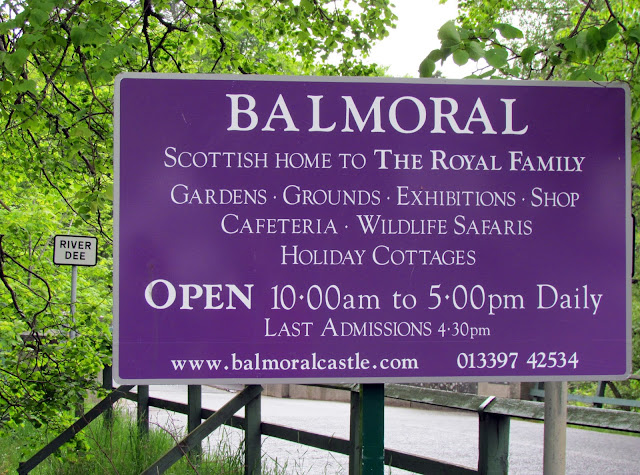 BALMORAL
SCOTTISH HOME TO THE ROYAL FAMILY
GARDENS · GROUNDS · EXHIBITIONS · SHOP
CAFETERIA · WILDLIFE SAFARIS
HOLIDAY COTTAGES
OPEN 10·00am to 5·00pm Daily
LAST ADMISSIONS 4·30pm
www.balmoralcastle.com 013397 42534
RIVER
DEE